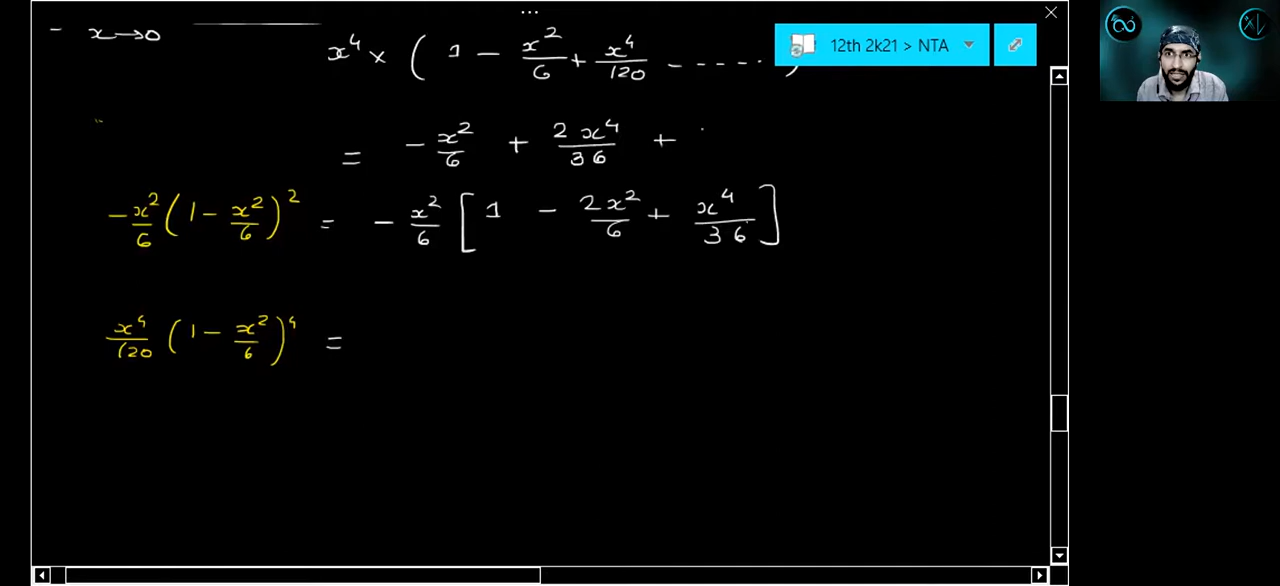 - x→0
x⁴ × ( 1 - x²/6 + x⁴/120 - - - - - · )
12th 2k21 > NTA
= - x²/6 + 2x⁴/36 +
-x²/6 (1 - x²/6)² = - x²/6 [ 1 - 2x²/6 + x⁴/36 ]
x⁴/120 (1 - x²/6)⁴ =